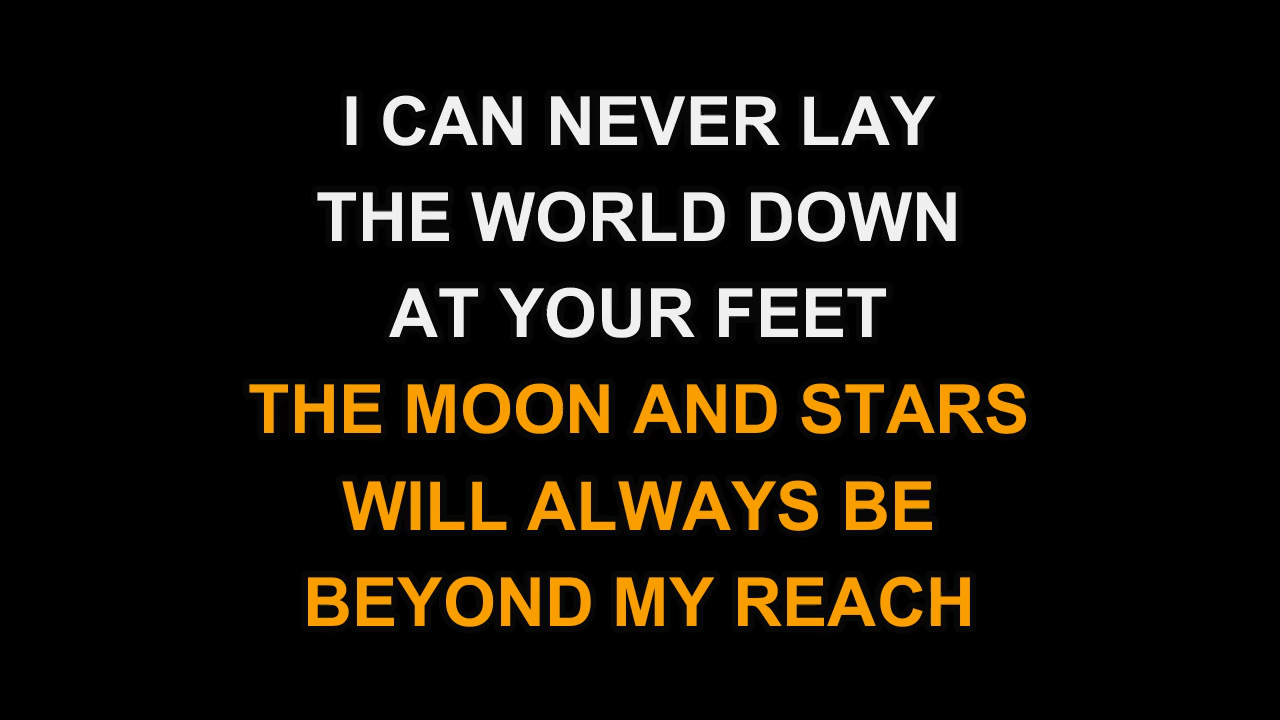 I CAN NEVER LAY
THE WORLD DOWN
AT YOUR FEET
THE MOON AND STARS
WILL ALWAYS BE
BEYOND MY REACH